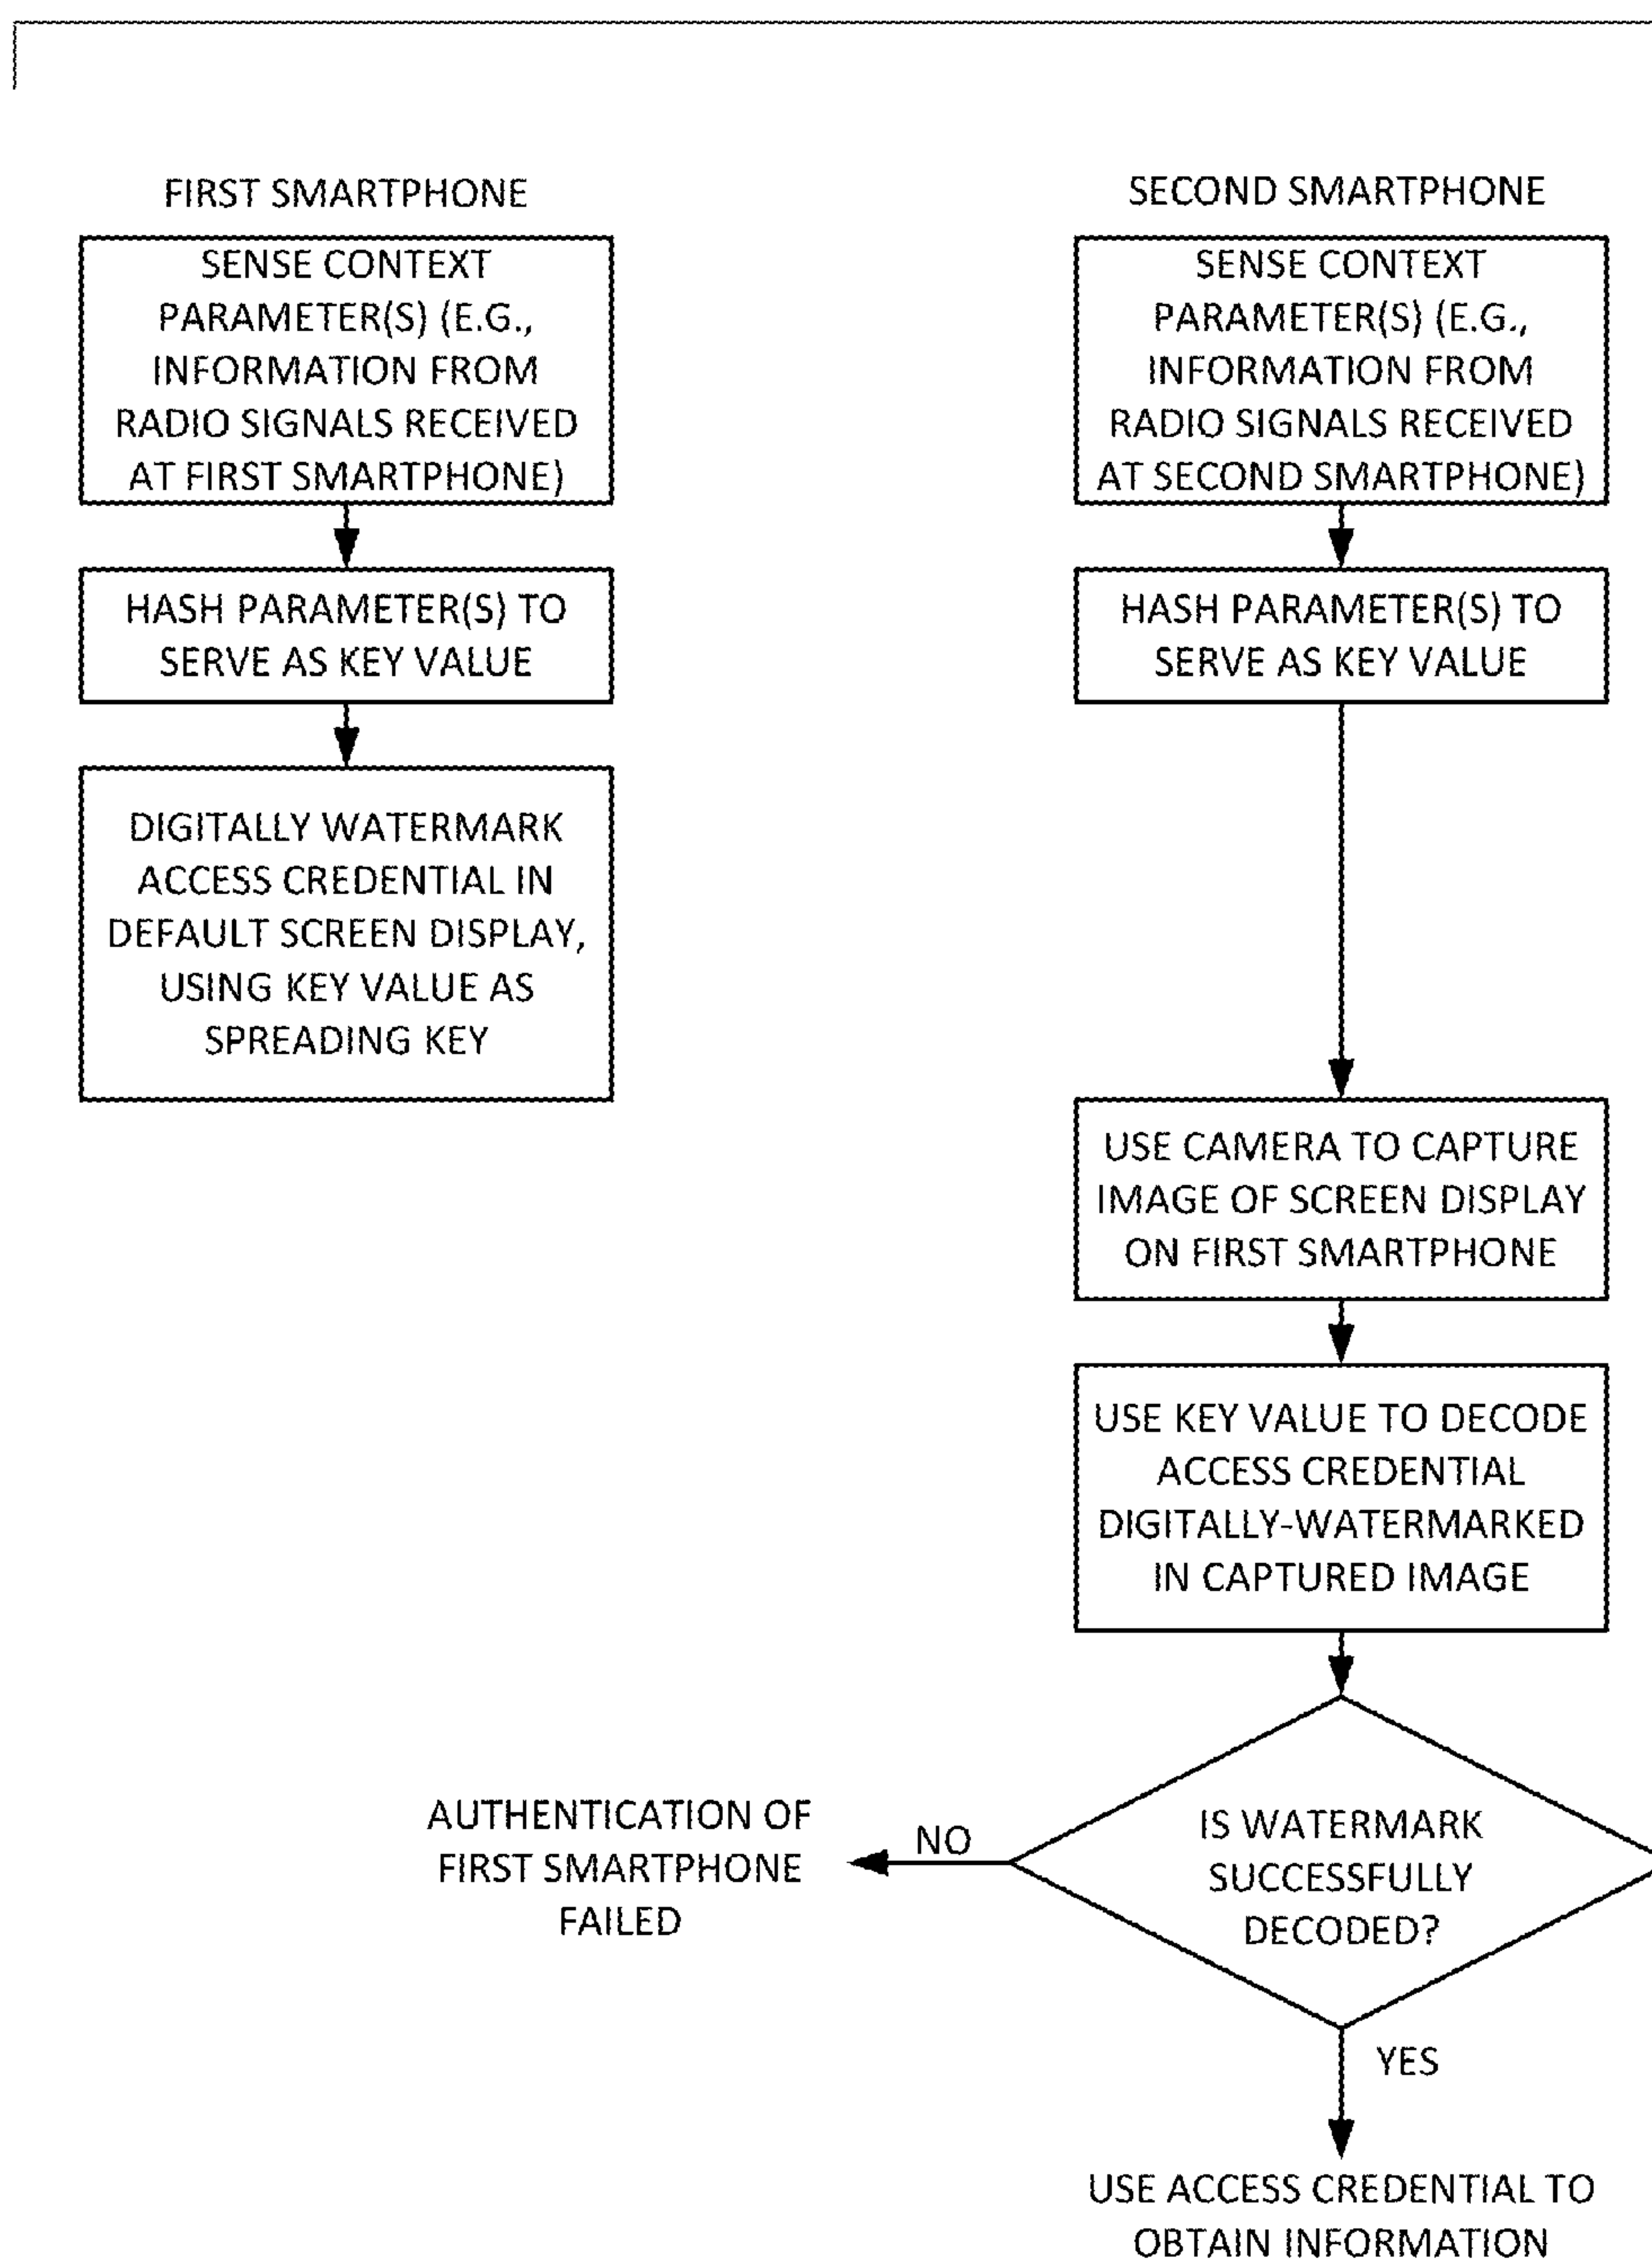 FIRST SMARTPHONE
SENSE CONTEXT
PARAMETER(S) (E.G.,
INFORMATION FROM
RADIO SIGNALS RECEIVED
AT FIRST SMARTPHONE)
HASH PARAMETER(S) TO
SERVE AS KEY VALUE
DIGITALLY WATERMARK
ACCESS CREDENTIAL IN
DEFAULT SCREEN DISPLAY,
USING KEY VALUE AS
SPREADING KEY
SECOND SMARTPHONE
SENSE CONTEXT
PARAMETER(S) (E.G.,
INFORMATION FROM
RADIO SIGNALS RECEIVED
AT SECOND SMARTPHONE)
HASH PARAMETER(S) TO
SERVE AS KEY VALUE
USE CAMERA TO CAPTURE
IMAGE OF SCREEN DISPLAY
ON FIRST SMARTPHONE
USE KEY VALUE TO DECODE
ACCESS CREDENTIAL
DIGITALLY-WATERMARKED
IN CAPTURED IMAGE
IS WATERMARK
SUCCESSFULLY
DECODED?
NO
AUTHENTICATION OF
FIRST SMARTPHONE
FAILED
YES
USE ACCESS CREDENTIAL TO
OBTAIN INFORMATION